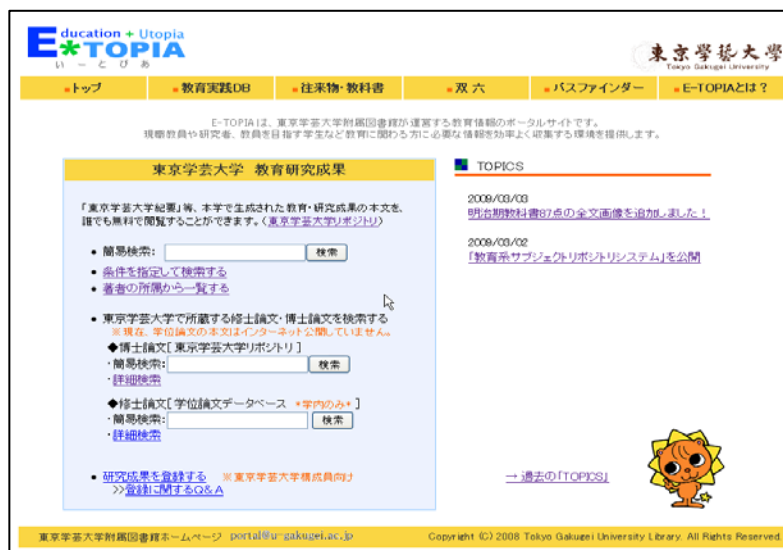 Education + Utopia
E*TOPIA
いーとぴあ
東京學藝大學
Tokyo Gakugei University
トップ
教育実践DB
往来物・教科書
双六
パスファインダー
E-TOPIAとは?
E-TOPIAは、東京学芸大学附属図書館が運営する教育情報のポータルサイトです。
現職教員や研究者、教員を目指す学生など教育に関わる方に必要な情報を効率よく収集する環境を提供します。
東京学芸大学 教育研究成果
「東京学芸大学紀要」等、本学で生成された教育・研究成果の本文を、
誰でも無料で閲覧することができます。(東京学芸大学リポジトリ)
• 簡易検索: 検索
• 条件を指定して検索する
• 著者の所属から一覧する
• 東京学芸大学で所蔵する修士論文・博士論文を検索する
※現在、学位論文の本文はインターネット公開していません。
◆博士論文[東京学芸大学リポジトリ]
・簡易検索: 検索
・詳細検索
◆修士論文[学位論文データベース *学内のみ*]
・簡易検索: 検索
・詳細検索
• 研究成果を登録する ※東京学芸大学構成員向け
>>登録に関するQ&A
TOPICS
2009/03/03
明治期教科書87点の全文画像を追加しました!
2009/03/02
「教育系サブジェクトリポジトリシステム」を公開
→過去の「TOPICS」
東京学芸大学附属図書館ホームページ portal@u-gakugei.ac.jp
Copyright (C) 2008 Tokyo Gakugei University Library. All Rights Reserved